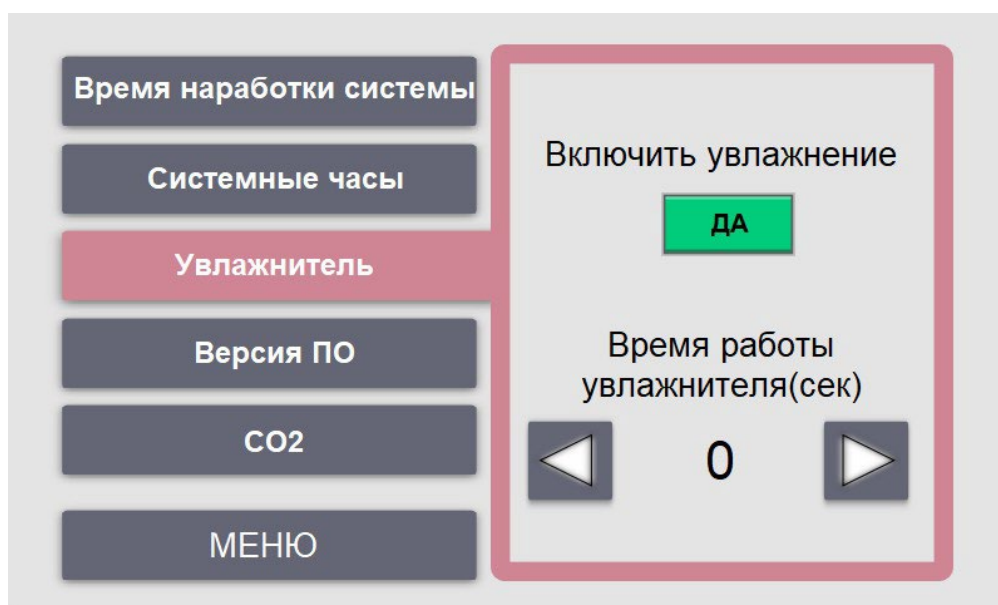 Время наработки системы
Системные часы
Увлажнитель
Версия ПО
CO2
МЕНЮ
Включить увлажнение
ДА
Время работы
увлажнителя(сек)
0